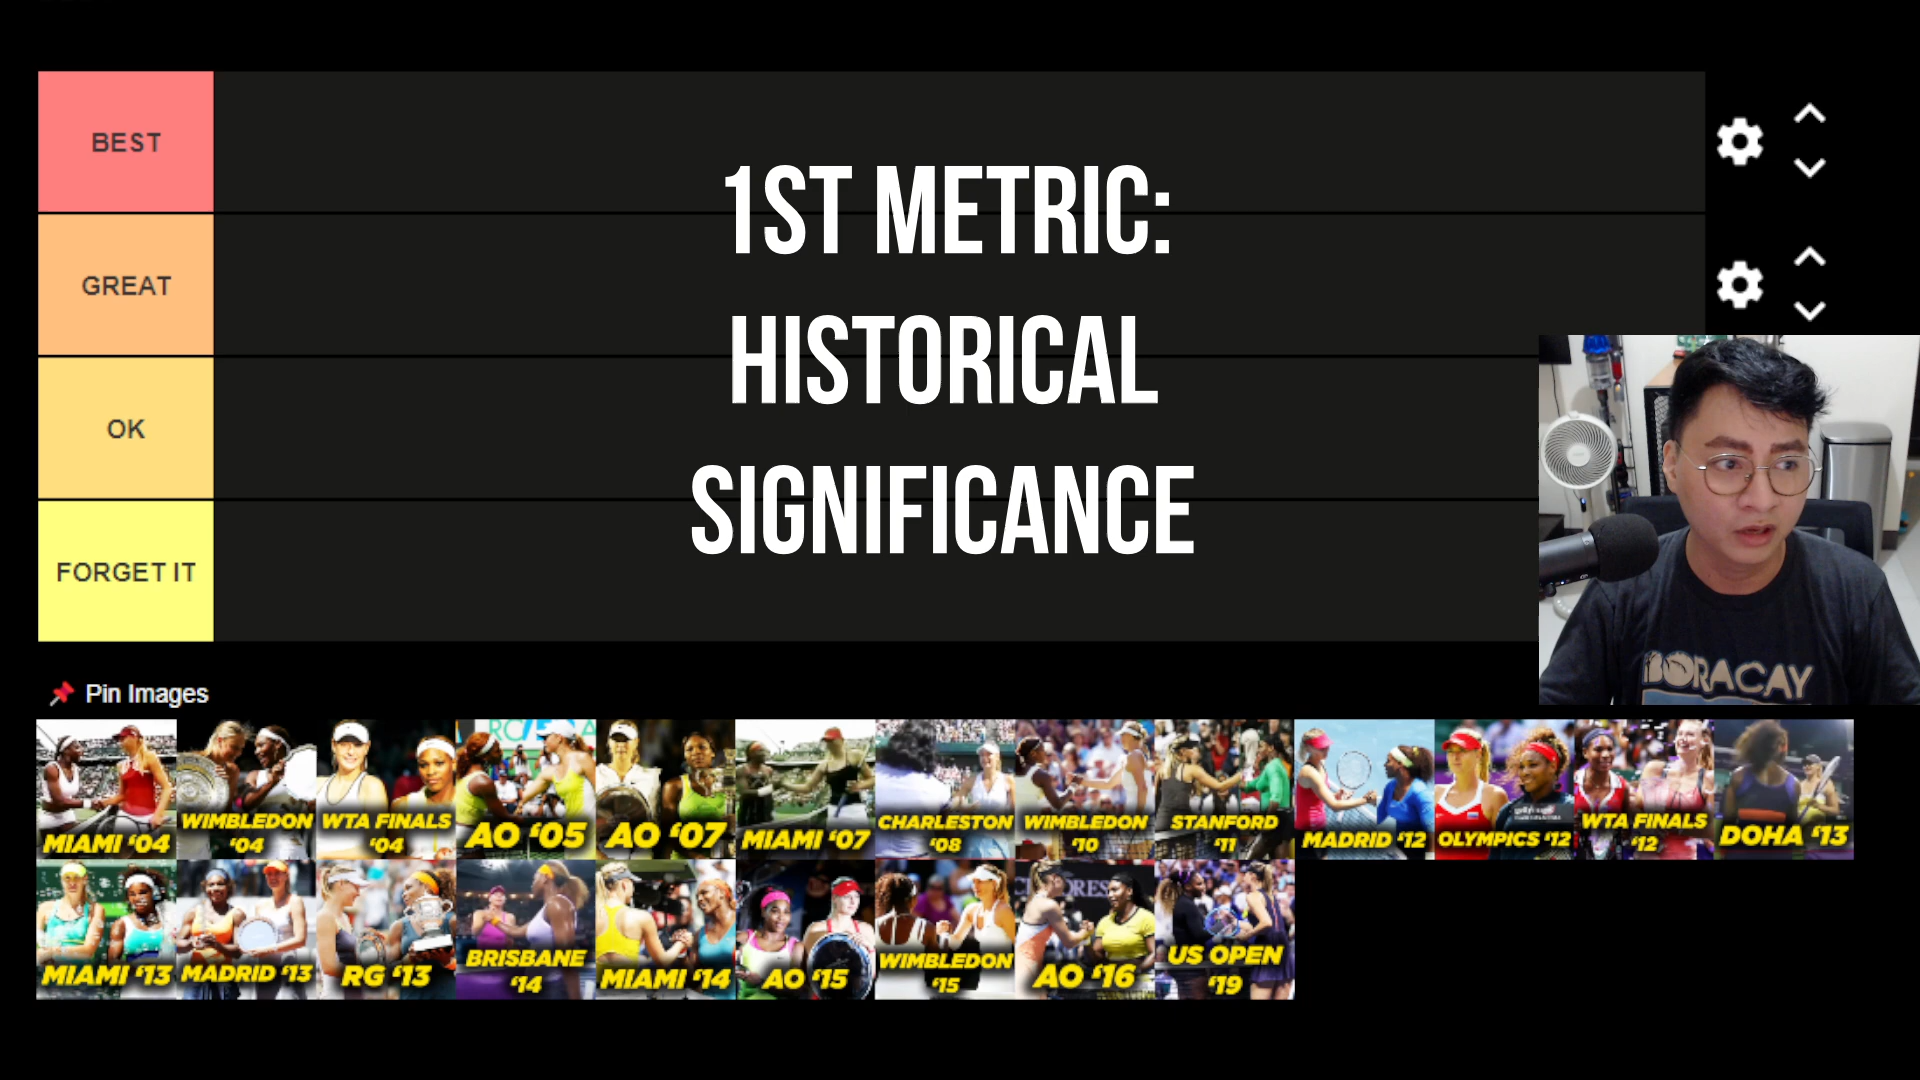 BEST
GREAT
OK
FORGET IT
1ST METRIC:
HISTORICAL
SIGNIFICANCE
BORACAY
Pin Images
MIAMI ‘04
WIMBLEDON
‘04
WTA FINALS
‘04
AO ‘05
AO ‘07
MIAMI ‘07
CHARLESTON
‘08
WIMBLEDON
‘10
STANFORD
‘11
MADRID ‘12
OLYMPICS ‘12
WTA FINALS
‘12
DOHA ‘13
MIAMI ‘13
MADRID ‘13
RG ‘13
BRISBANE
‘14
MIAMI ‘14
AO ‘15
WIMBLEDON
‘15
AO ‘16
US OPEN
‘19